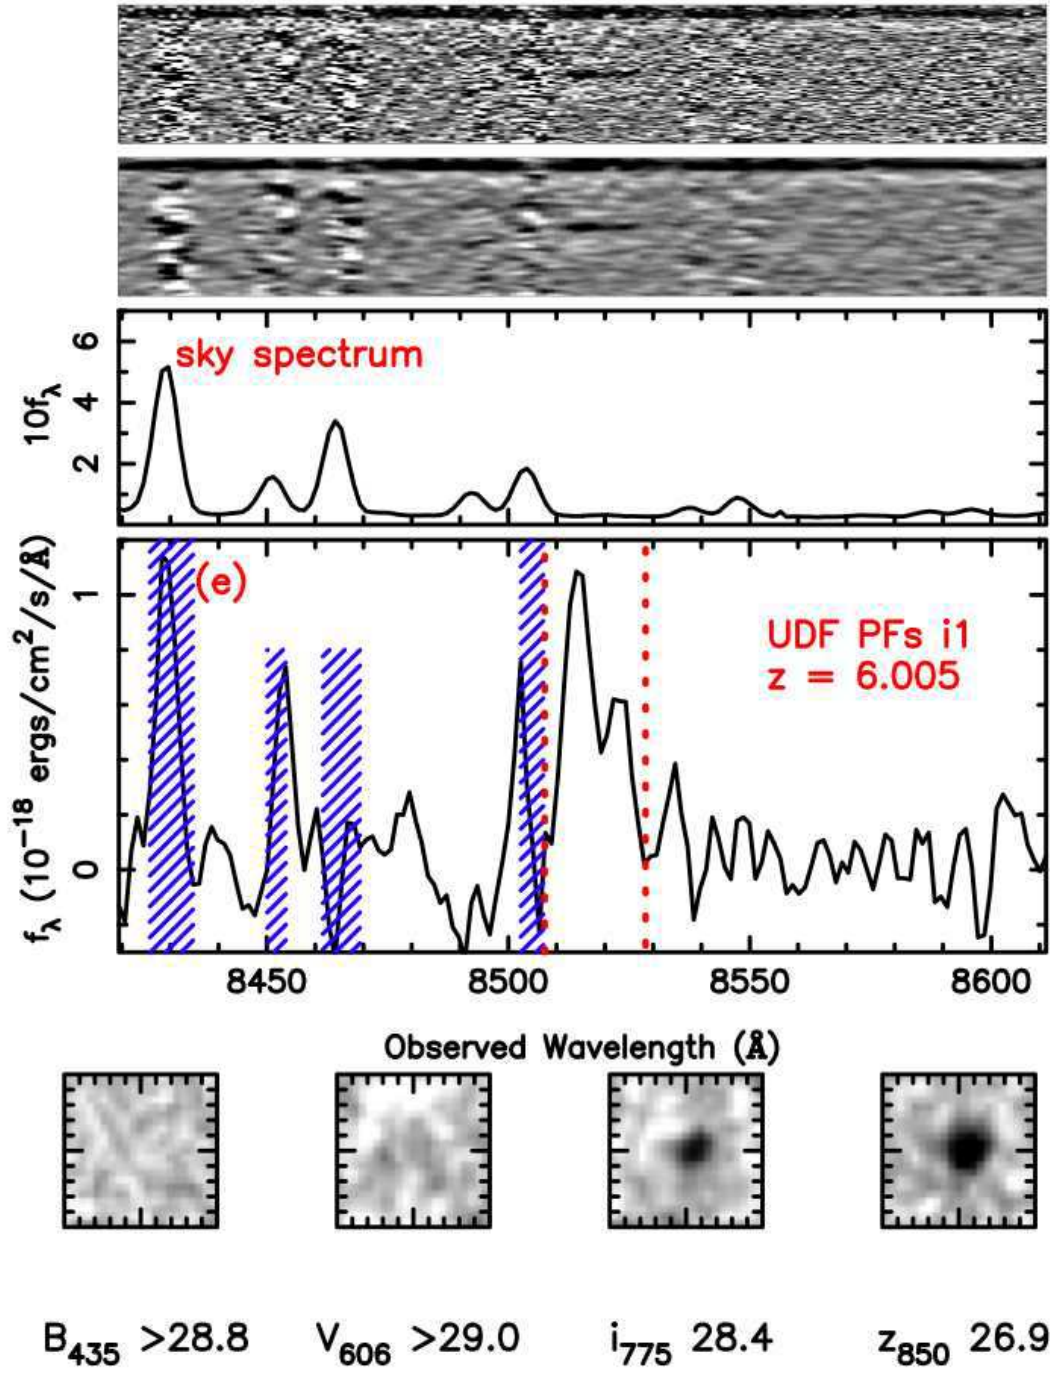 6
4
2
10f_λ
sky spectrum
1
0
f_λ (10^-18 ergs/cm^2/s/Å)
(e)
UDF PFs i1
z = 6.005
8450 8500 8550 8600
Observed Wavelength (Å)
B_435 >28.8 V_606 >29.0 i_775 28.4 z_850 26.9